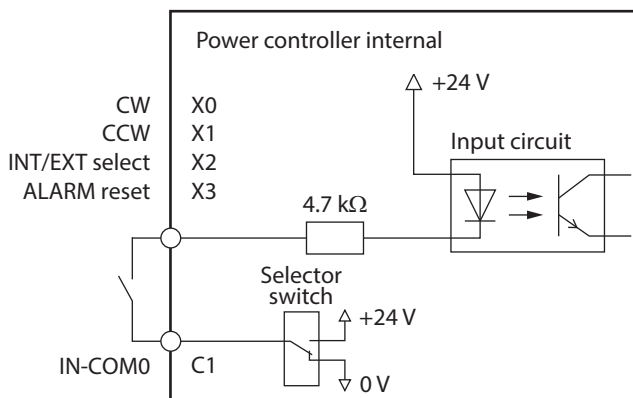 Power controller internal
+24 V
CW X0
CCW X1
Input circuit
INT/EXT select X2
ALARM reset X3
4.7 kΩ
Selector
switch
+24 V
IN-COM0 C1
0 V